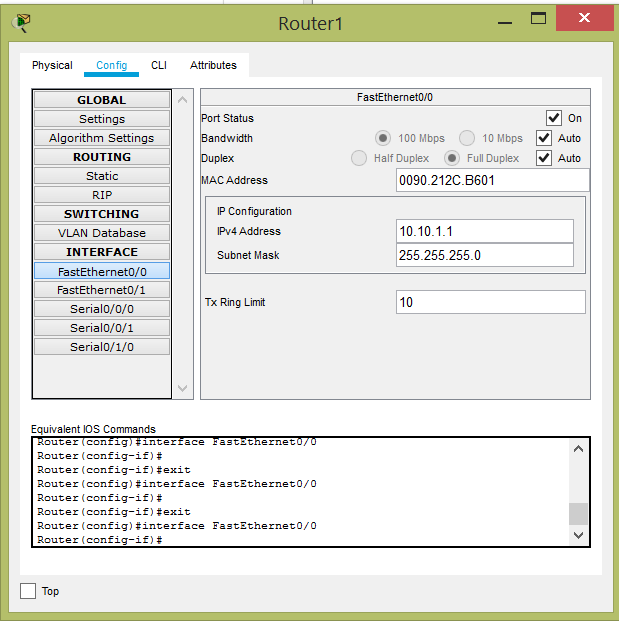 Router1
Physical Config CLI Attributes
GLOBAL
Settings
Algorithm Settings
ROUTING
Static
RIP
SWITCHING
VLAN Database
INTERFACE
FastEthernet0/0
FastEthernet0/1
Serial0/0/0
Serial0/0/1
Serial0/1/0
FastEthernet0/0
Port Status On
Bandwidth 100 Mbps 10 Mbps Auto
Duplex Half Duplex Full Duplex Auto
MAC Address 0090.212C.B601
IP Configuration
IPv4 Address 10.10.1.1
Subnet Mask 255.255.255.0
Tx Ring Limit 10
Equivalent IOS Commands
Router(config)#interface FastEthernet0/0
Router(config-if)#
Router(config-if)#exit
Router(config)#interface FastEthernet0/0
Router(config-if)#
Router(config-if)#exit
Router(config)#interface FastEthernet0/0
Router(config-if)#
Top